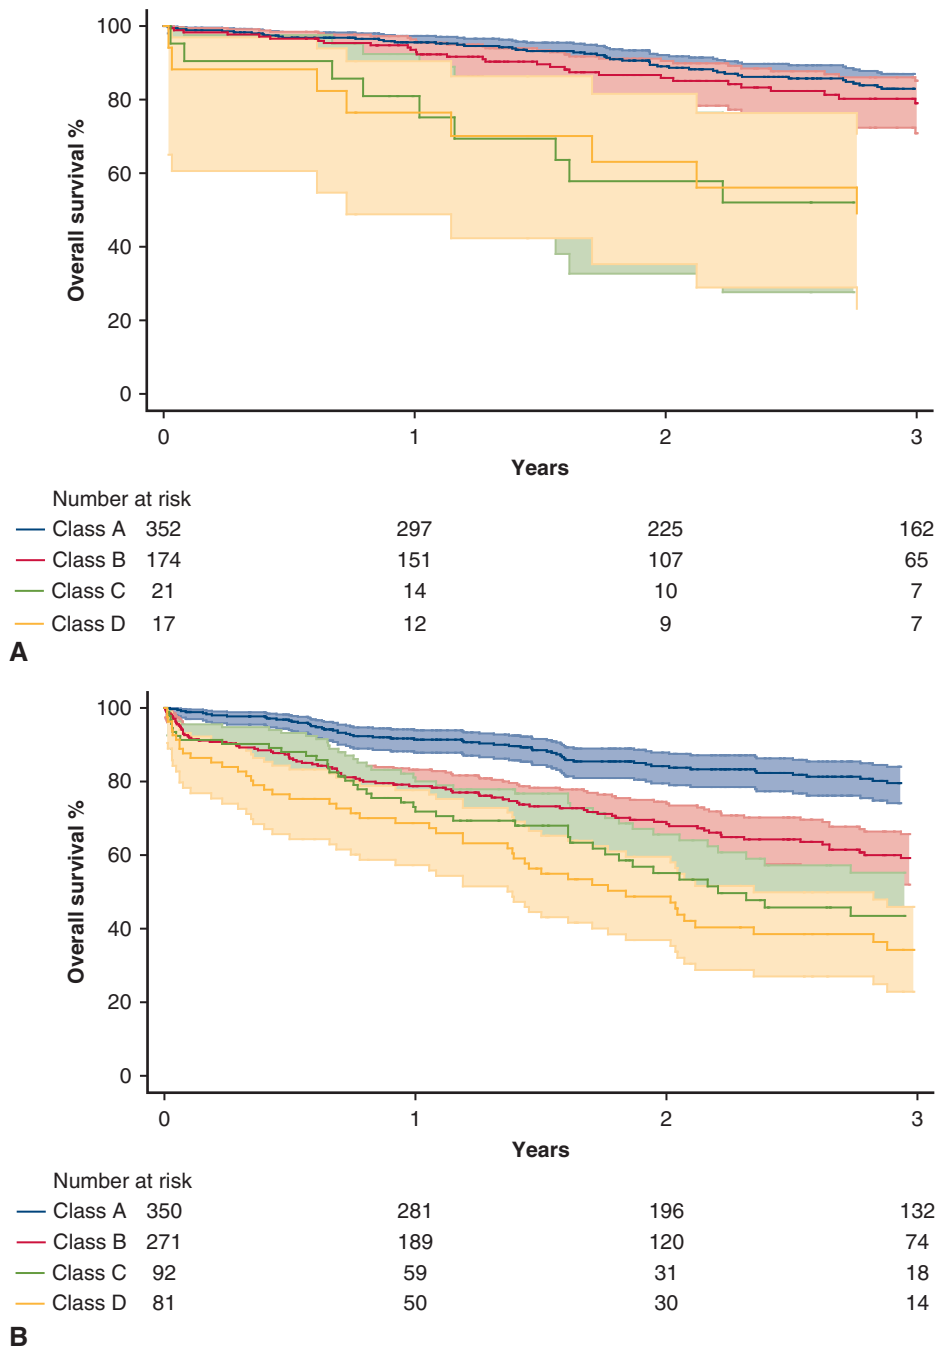 100
80
60
40
20
0
Overall survival %
0 1 2 3
Years
Number at risk
Class A 352 297 225 162
Class B 174 151 107 65
Class C 21 14 10 7
Class D 17 12 9 7
A
100
80
60
40
20
0
Overall survival %
0 1 2 3
Years
Number at risk
Class A 350 281 196 132
Class B 271 189 120 74
Class C 92 59 31 18
Class D 81 50 30 14
B